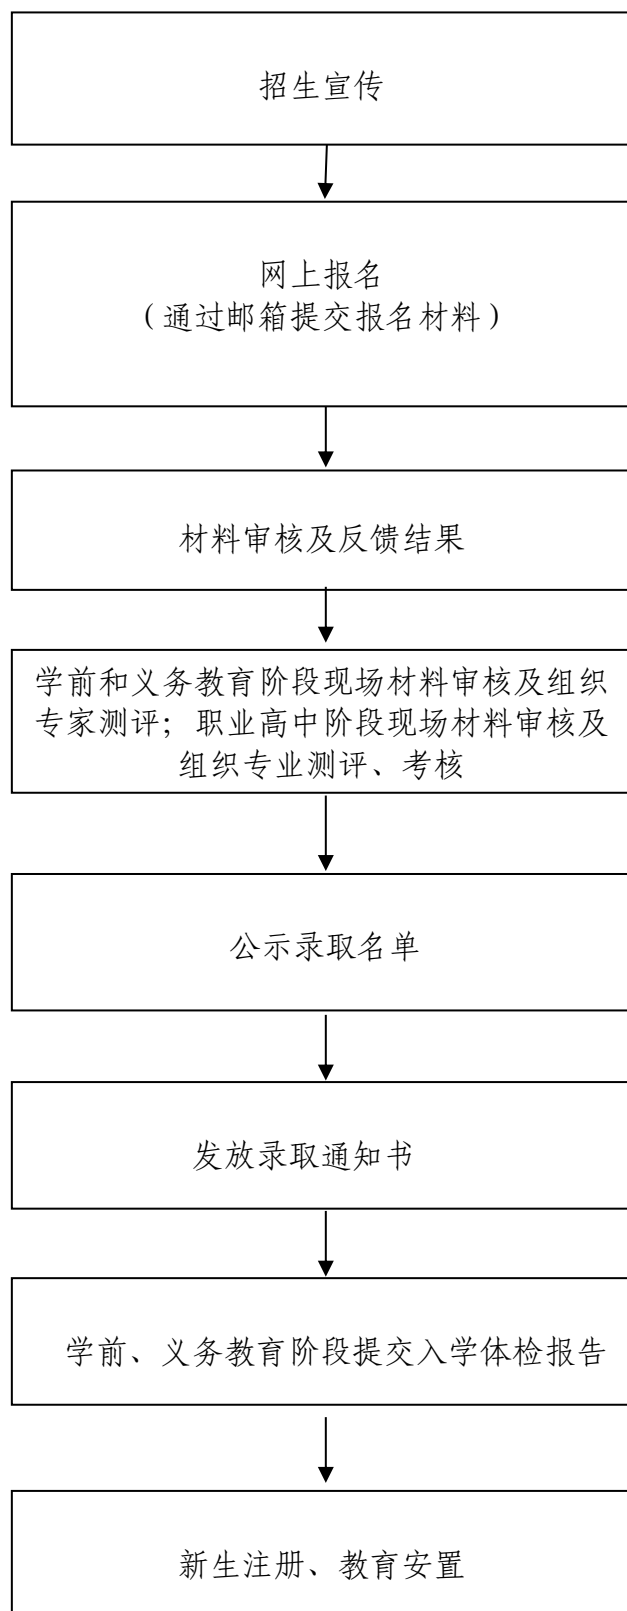 招生宣传
网上报名
（通过邮箱提交报名材料）
材料审核及反馈结果
学前和义务教育阶段现场材料审核及组织
专家测评；职业高中阶段现场材料审核及
组织专业测评、考核
公示录取名单
发放录取通知书
学前、义务教育阶段提交入学体检报告
新生注册、教育安置